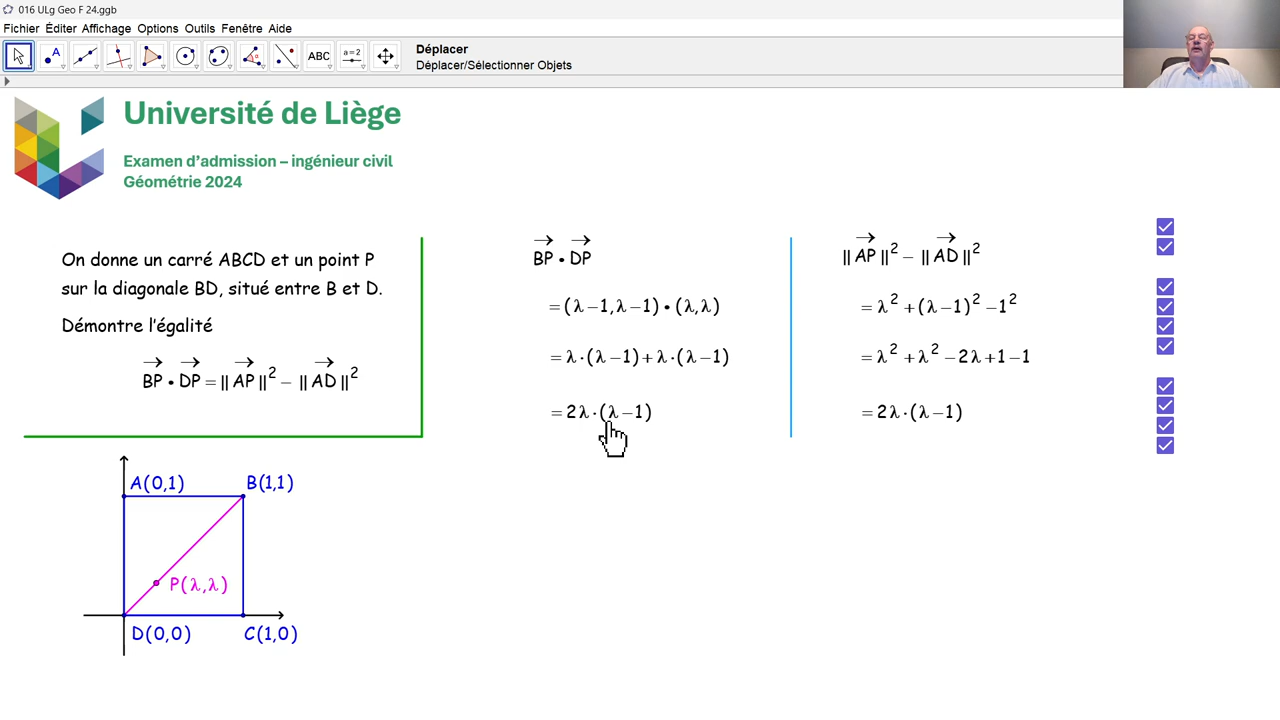 016 ULg Geo F 24.ggb
Fichier Éditer Affichage Options Outils Fenêtre Aide
A
ABC
a=2
Déplacer
Déplacer/Sélectionner Objets
Université de Liège
Examen d'admission – ingénieur civil
Géométrie 2024
On donne un carré ABCD et un point P
sur la diagonale BD, situé entre B et D.
Démontre l'égalité
BP • DP = || AP ||² − || AD ||²
BP • DP
= (λ−1,λ−1) • (λ,λ)
= λ·(λ−1)+λ·(λ−1)
= 2λ·(λ−1)
|| AP ||² − || AD ||²
= λ² +(λ−1)² −1²
= λ² +λ² −2λ+1−1
= 2λ·(λ−1)
A(0,1)
B(1,1)
P(λ,λ)
D(0,0)
C(1,0)